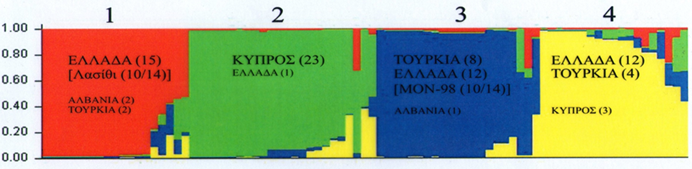 1 2 3 4
1.00
0.80
0.60
0.40
0.20
0.00
ΕΛΛΑΔΑ (15)
[Λασίθι (10/14)]
ΑΛΒΑΝΙΑ (2)
ΤΟΥΡΚΙΑ (2)
ΚΥΠΡΟΣ (23)
ΕΛΛΑΔΑ (1)
ΤΟΥΡΚΙΑ (8)
ΕΛΛΑΔΑ (12)
[ΜΟΝ-98 (10/14)]
ΑΛΒΑΝΙΑ (1)
ΕΛΛΑΔΑ (12)
ΤΟΥΡΚΙΑ (4)
ΚΥΠΡΟΣ (3)